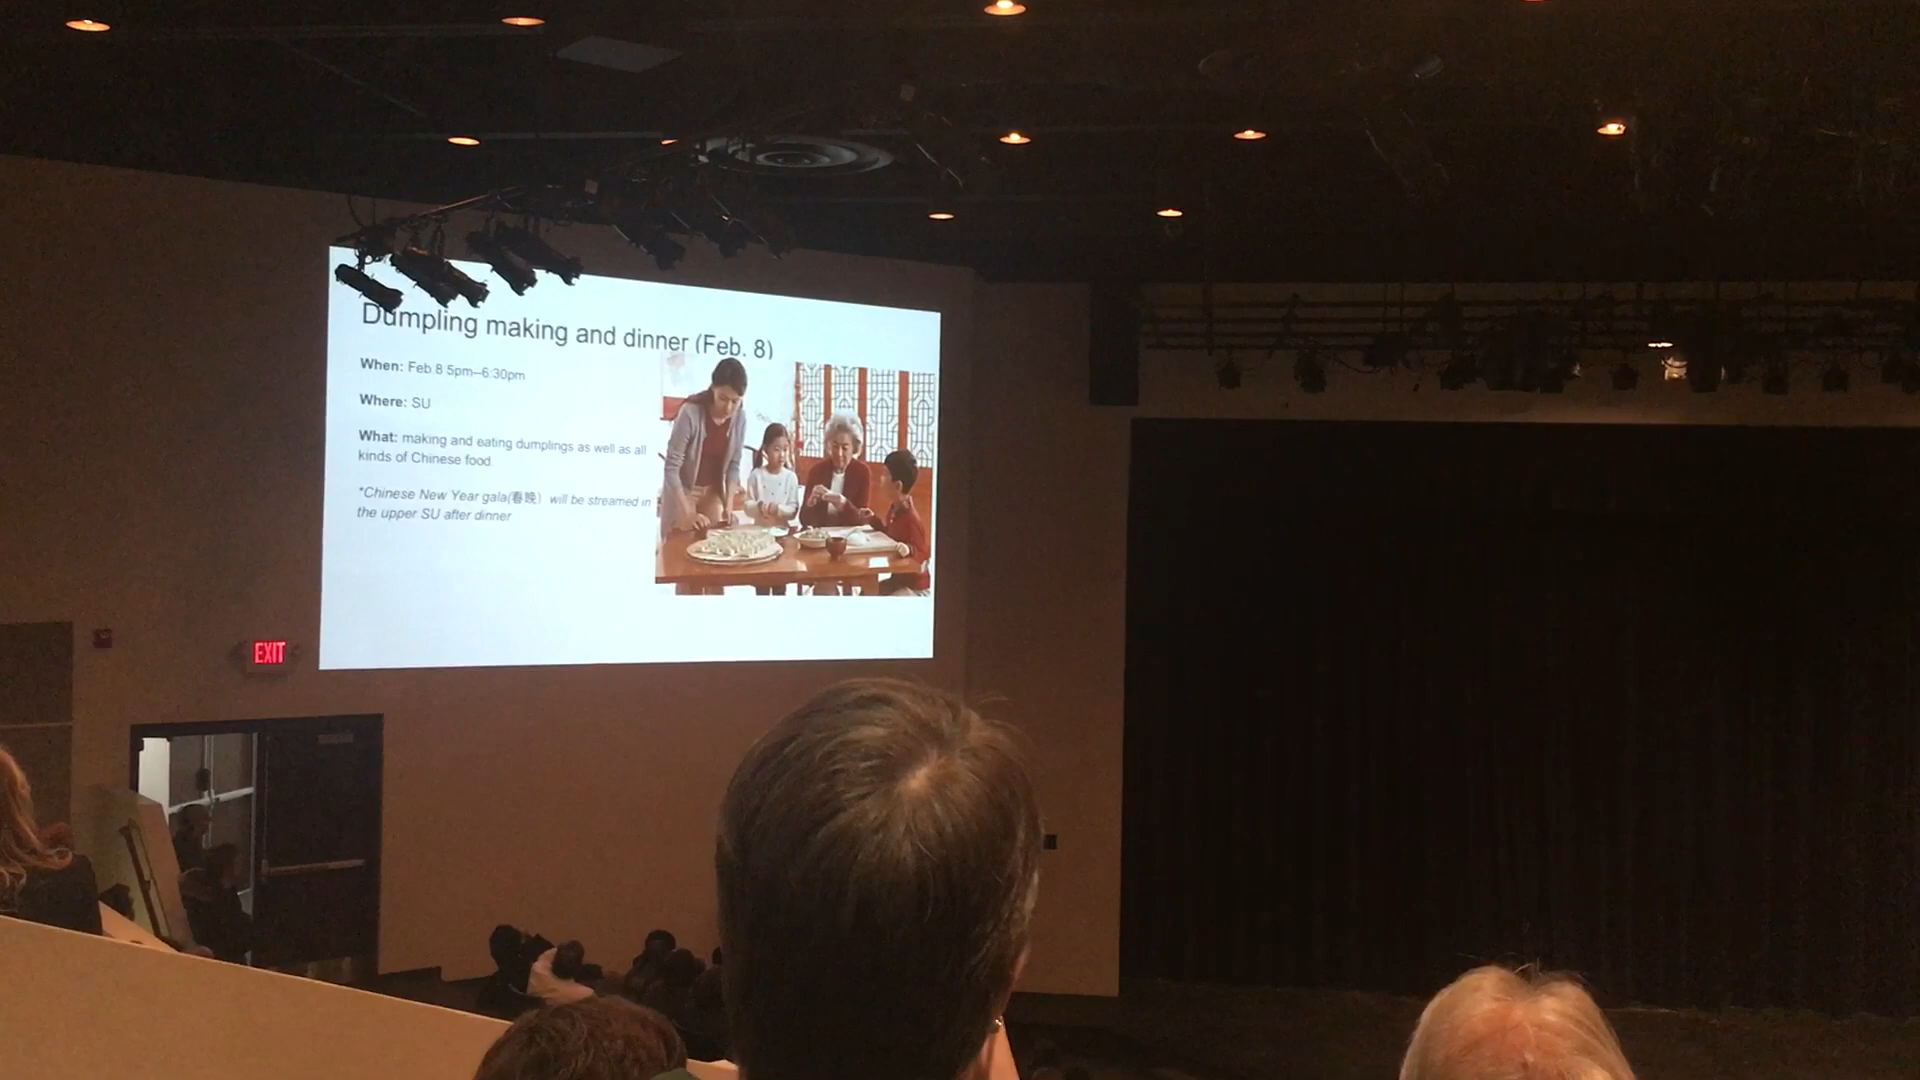 Dumpling making and dinner (Feb. 8)
When: Feb 8 5pm–6:30pm
Where: SU
What: making and eating dumplings as well as all
kinds of Chinese food.
*Chinese New Year gala(春晚） will be streamed in
the upper SU after dinner
EXIT